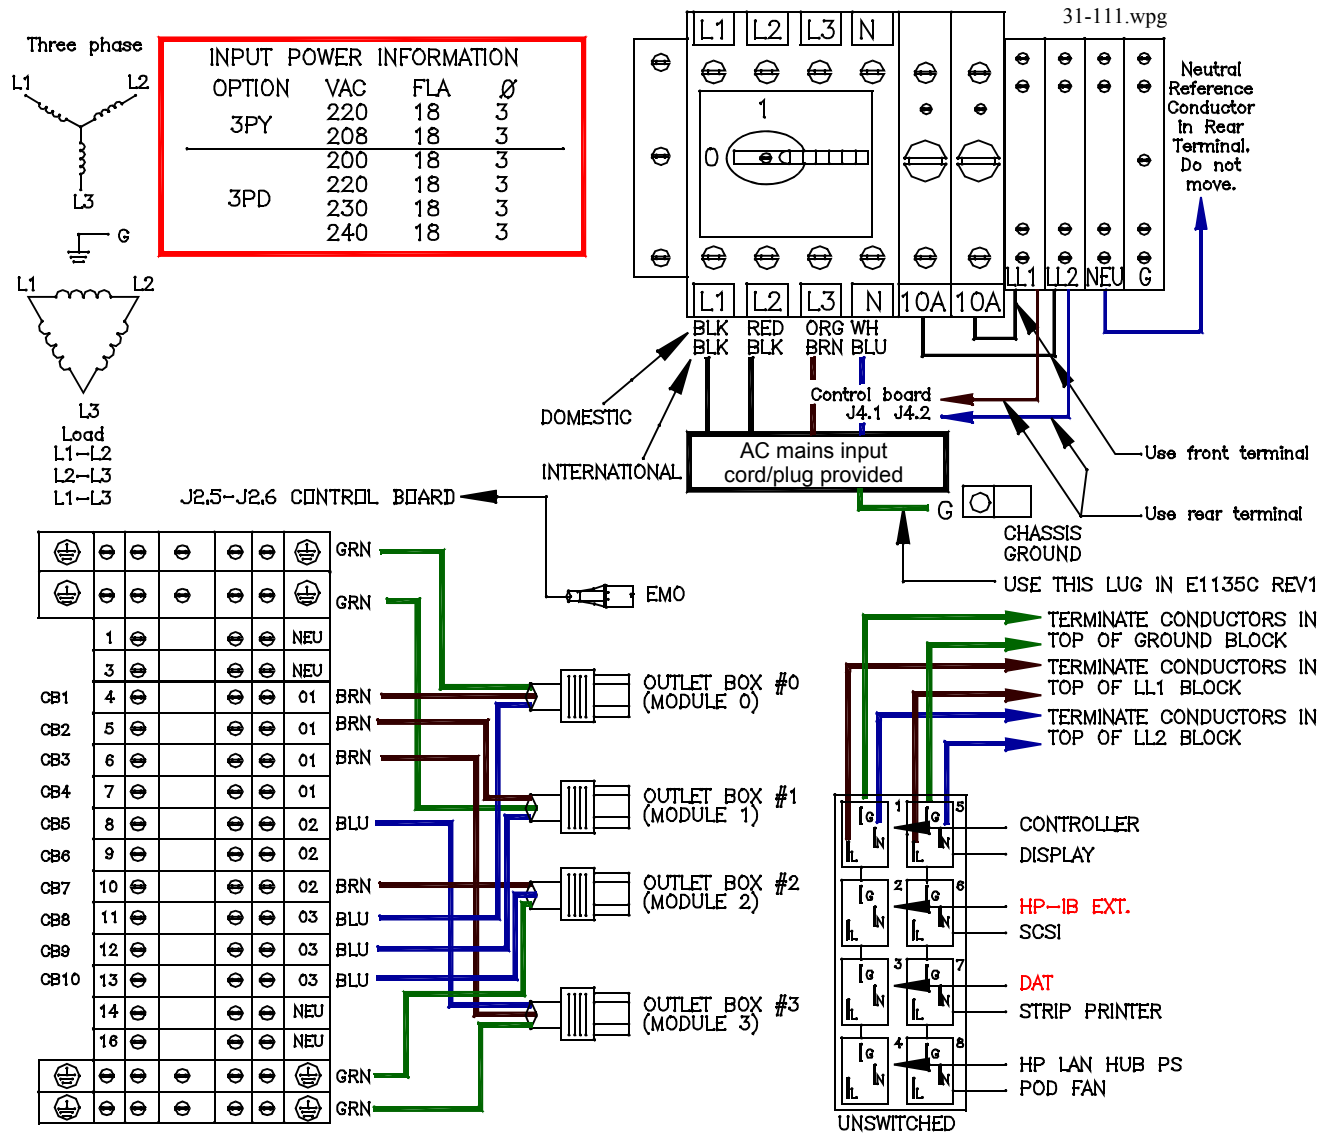 31-111.wpg
Three phase
L1 L2
L3
G
L1 L2
L3
Load
L1-L2
L2-L3
L1-L3
INPUT POWER INFORMATION
OPTION VAC FLA Ø
3PY 220 18 3
208 18 3
3PD 200 18 3
220 18 3
230 18 3
240 18 3
L1 L2 L3 N
1
0
L1 L2 L3 N 10A 10A LL1 LL2 NEU G
Neutral
Reference
Conductor
in Rear
Terminal.
Do not
move.
BLK RED ORG WH
BLK BLK BRN BLU
DOMESTIC
INTERNATIONAL
Control board
J4.1 J4.2
AC mains input
cord/plug provided
Use front terminal
Use rear terminal
G
CHASSIS
GROUND
USE THIS LUG IN E1135C REV1
J2.5-J2.6 CONTROL BOARD
EMO
GRN
GRN
1 NEU
3 NEU
CB1 4 01 BRN
CB2 5 01 BRN
CB3 6 01 BRN
CB4 7 01
CB5 8 02 BLU
CB6 9 02
CB7 10 02 BRN
CB8 11 03 BLU
CB9 12 03 BLU
CB10 13 03 BLU
14 NEU
16 NEU
GRN
GRN
OUTLET BOX #0
(MODULE 0)
OUTLET BOX #1
(MODULE 1)
OUTLET BOX #2
(MODULE 2)
OUTLET BOX #3
(MODULE 3)
TERMINATE CONDUCTORS IN
TOP OF GROUND BLOCK
TERMINATE CONDUCTORS IN
TOP OF LL1 BLOCK
TERMINATE CONDUCTORS IN
TOP OF LL2 BLOCK
1 G N L 5 G N L
CONTROLLER
DISPLAY
2 G N L 6 G N L
HP-IB EXT.
SCSI
3 G N L 7 G N L
DAT
STRIP PRINTER
4 G N L 8 G N L
HP LAN HUB PS
POD FAN
UNSWITCHED